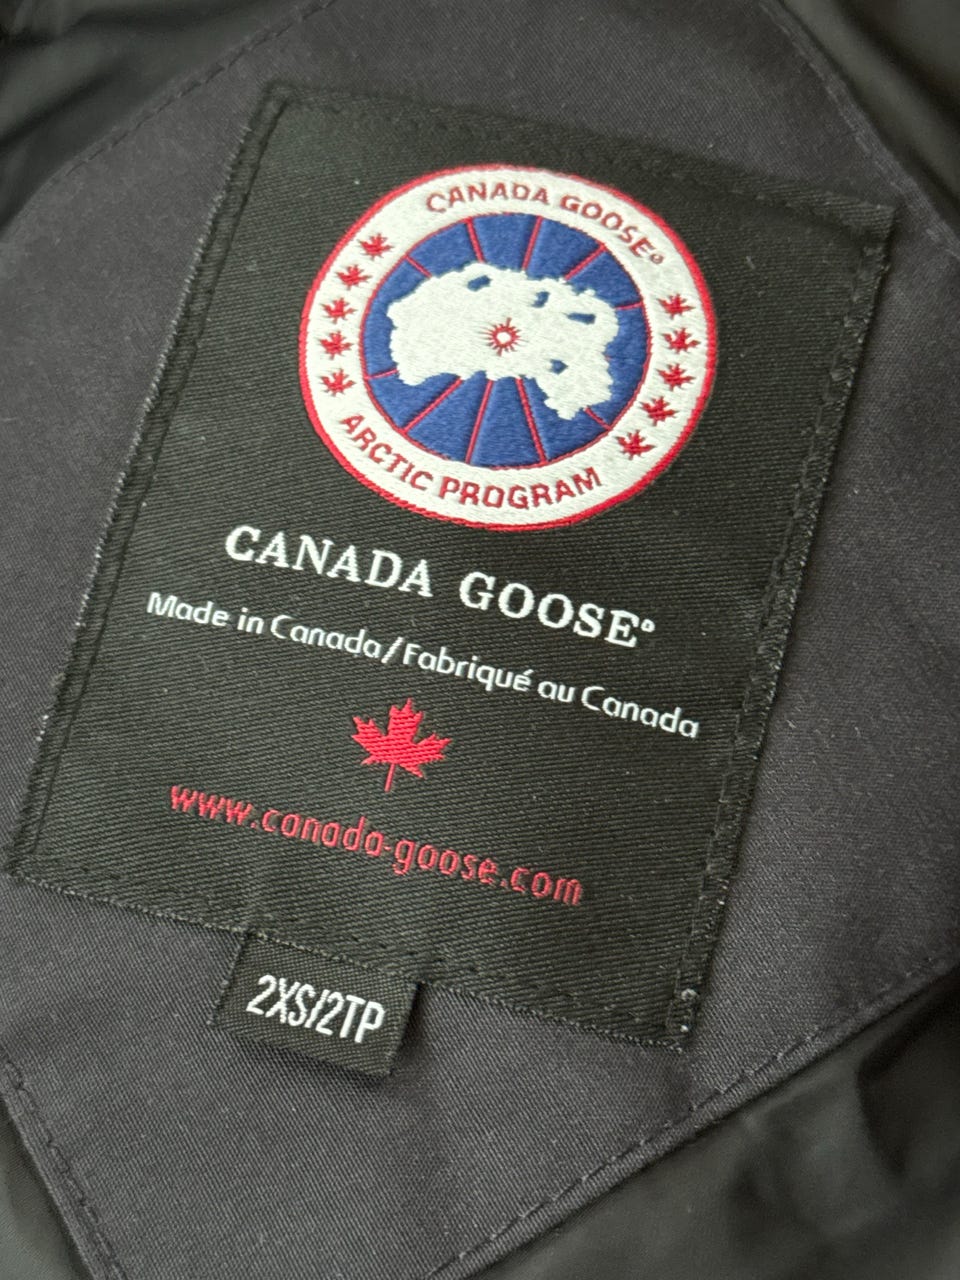 CANADA GOOSE®
ARCTIC PROGRAM
CANADA GOOSE®
Made in Canada/Fabriqué au Canada
www.canada-goose.com
2XS/2TP